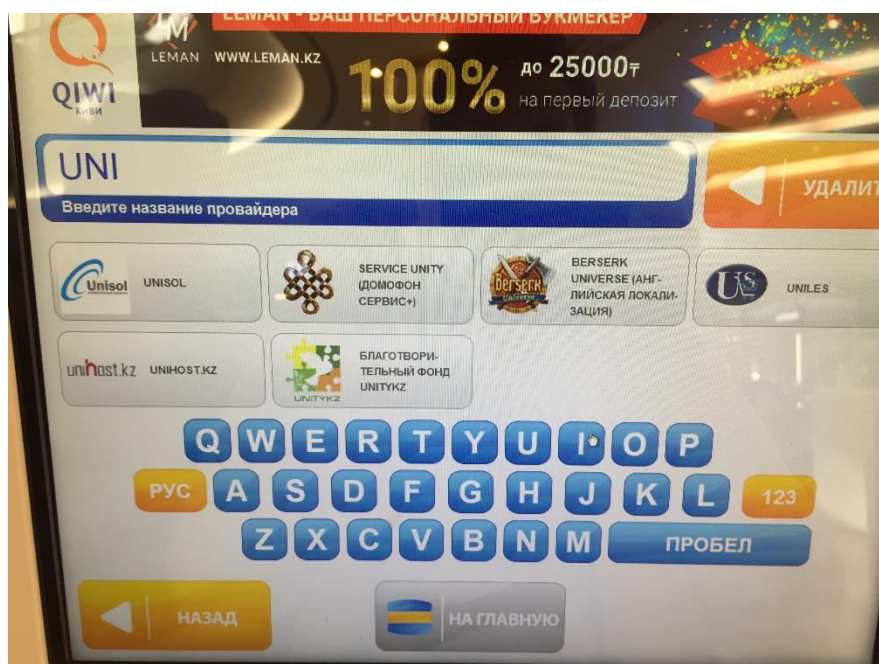 LEMAN - ВАШ ПЕРСОНАЛЬНЫЙ БУКМЕКЕР
LM
LEMAN WWW.LEMAN.KZ
100% до 25000₸
на первый депозит
QIWI
КИВИ
UNI
Введите название провайдера
УДАЛИТ
Unisol UNISOL
SERVICE UNITY
(ДОМОФОН
СЕРВИС+)
Berserk
Universe
BERSERK
UNIVERSE (АНГ-
ЛИЙСКАЯ ЛОКАЛИ-
ЗАЦИЯ)
US UNILES
unihost.kz UNIHOST.KZ
UNITYKZ
БЛАГОТВОРИ-
ТЕЛЬНЫЙ ФОНД
UNITYKZ
Q W E R T Y U I O P
РУС A S D F G H J K L 123
Z X C V B N M ПРОБЕЛ
НАЗАД НА ГЛАВНУЮ